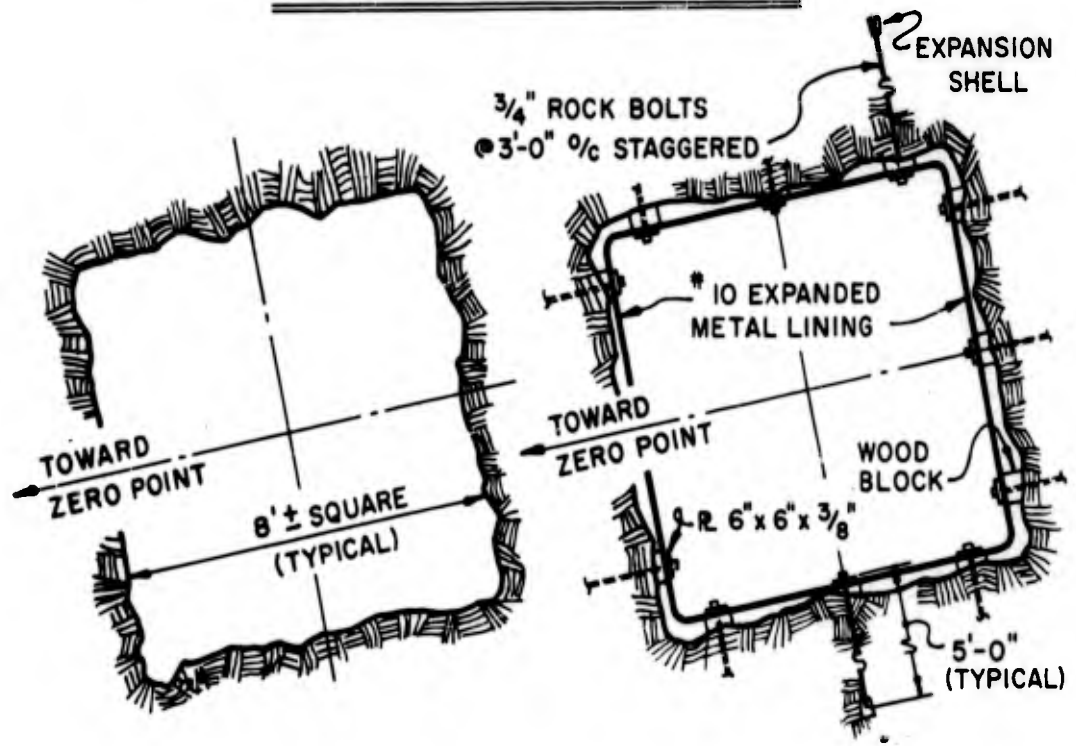 EXPANSION
SHELL
3/4" ROCK BOLTS
@ 3'-0" o/c STAGGERED
# 10 EXPANDED
METAL LINING
TOWARD
ZERO POINT
8' ± SQUARE
(TYPICAL)
TOWARD
ZERO POINT
WOOD
BLOCK
PL 6" x 6" x 3/8"
5'-0"
(TYPICAL)